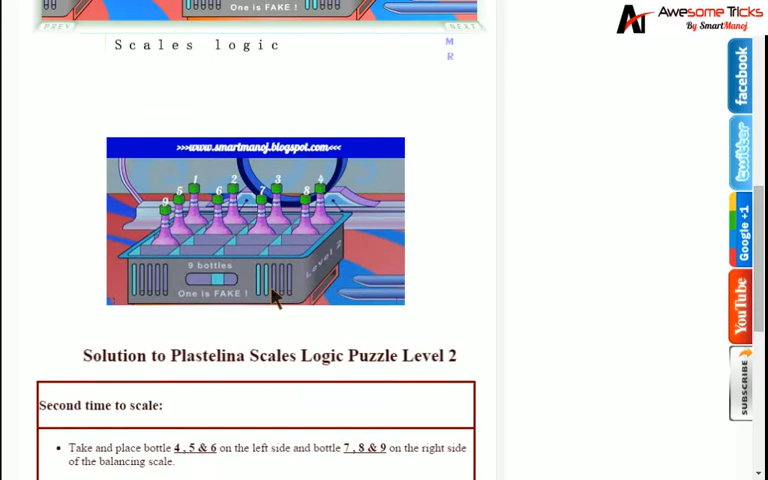 One is FAKE !
PREV
NEXT
AWESOME TRICKS
By SmartManoj
Scales logic
M
R
>>>www.smartmanoj.blogspot.com<<<
1
2
3
4
5
6
7
8
9
9 bottles
One is FAKE !
Level 2
Solution to Plastelina Scales Logic Puzzle Level 2
Second time to scale:
• Take and place bottle 4 , 5 & 6 on the left side and bottle 7 , 8 & 9 on the right side
of the balancing scale.
facebook
twitter
Google +1
YouTube
SUBSCRIBE